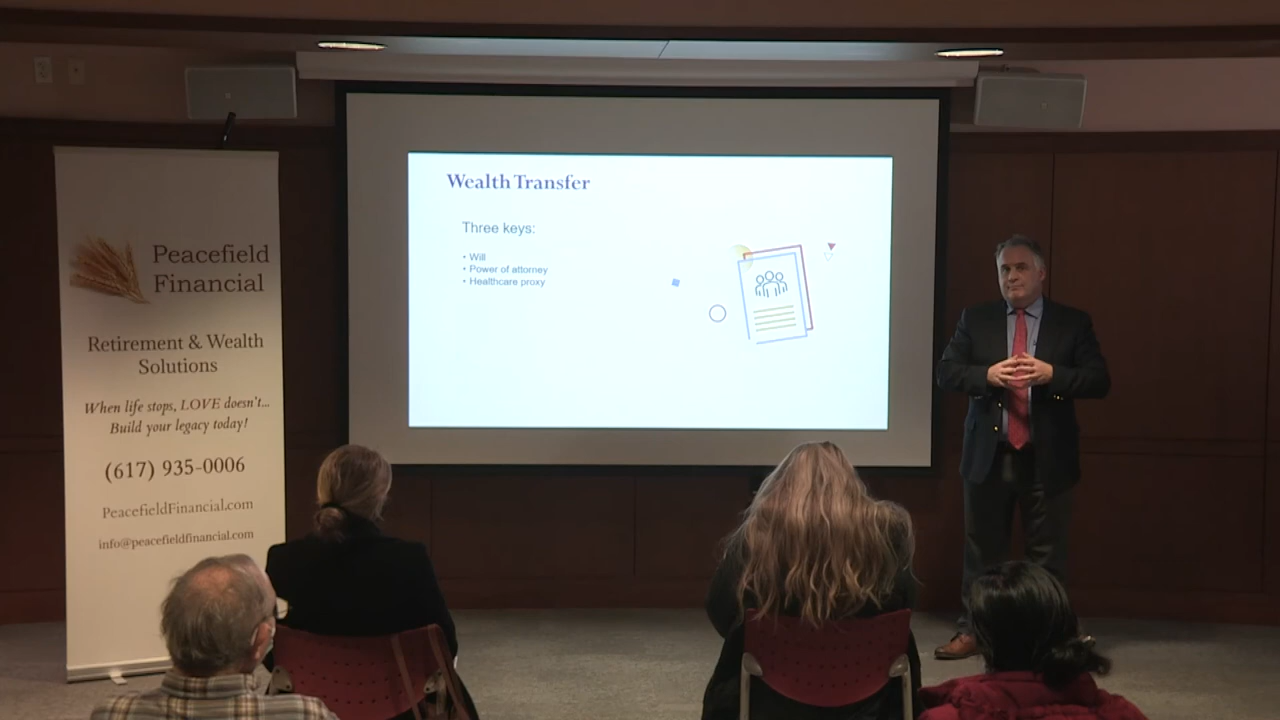 Peacefield
Financial
Retirement & Wealth
Solutions
When life stops, LOVE doesn't...
Build your legacy today!
(617) 935-0006
PeacefieldFinancial.com
info@peacefieldfinancial.com
Wealth Transfer
Three keys:
• Will
• Power of attorney
• Healthcare proxy